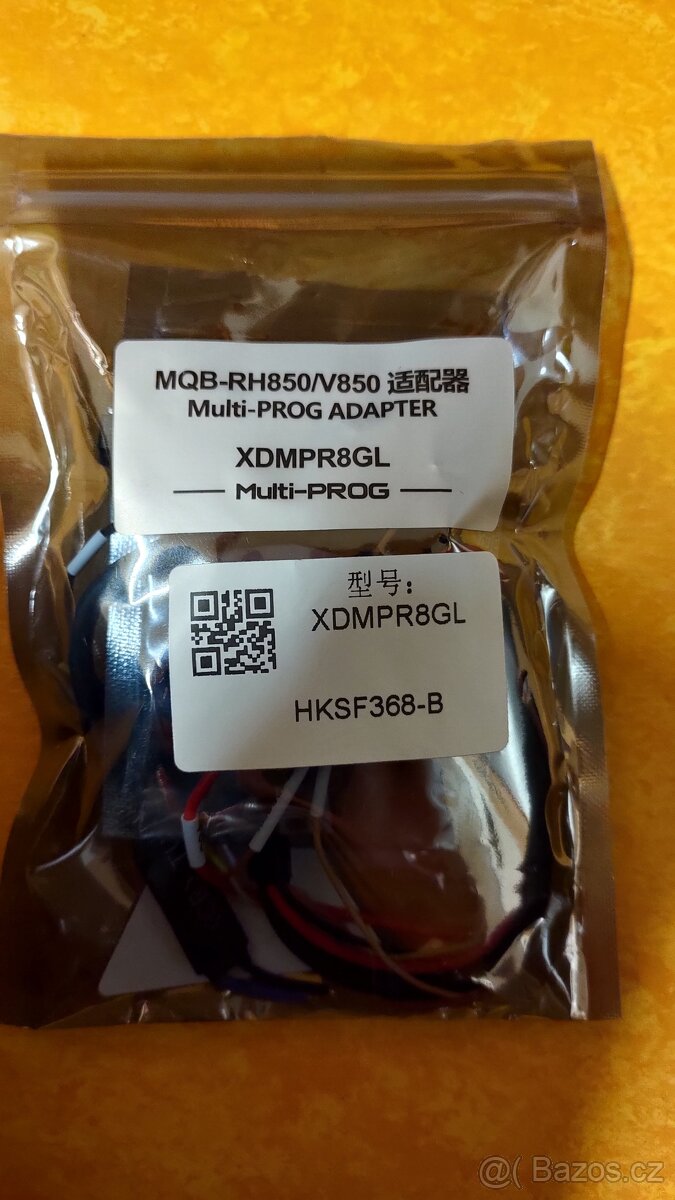 MQB-RH850/V850 适配器
Multi-PROG ADAPTER
XDMPR8GL
Multi-PROG
型号:
XDMPR8GL
HKSF368-B
@( Bazos.cz